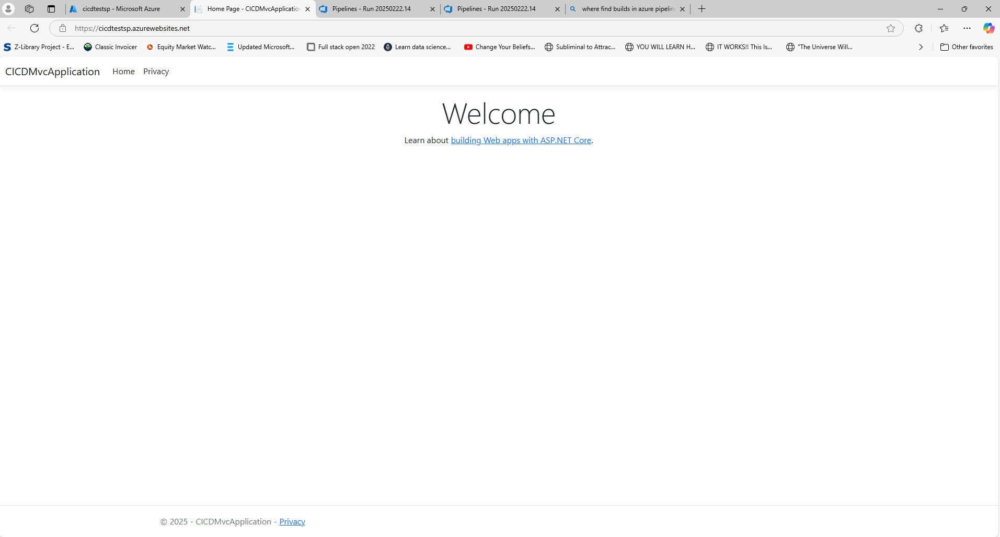 cicdtestsp - Microsoft Azure
Home Page - CICDMvcApplication
Pipelines - Run 20250222.14
Pipelines - Run 20250222.14
where find builds in azure pipelin
https://cicdtestsp.azurewebsites.net
Z-Library Project - E...
Classic Invoicer
Equity Market Watc...
Updated Microsoft...
Full stack open 2022
Learn data science...
Change Your Beliefs...
Subliminal to Attrac...
YOU WILL LEARN H...
IT WORKS!! This Is...
"The Universe Will...
Other favorites
CICDMvcApplication
Home
Privacy
Welcome
Learn about building Web apps with ASP.NET Core.
© 2025 - CICDMvcApplication - Privacy